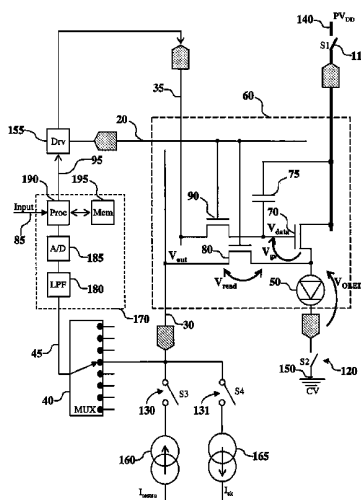 140
PVDD
S1
11
35
60
155
Drv
20
95
190
195
90
75
Input
Proc
Mem
70
85
Vdata
80
A/D
185
Vout
Vgs
50
LPF
180
Vread
VOLED
170
45
30
40
S2
120
150
CV
MUX
130
S3
131
S4
160
165
Itestsu
Isk